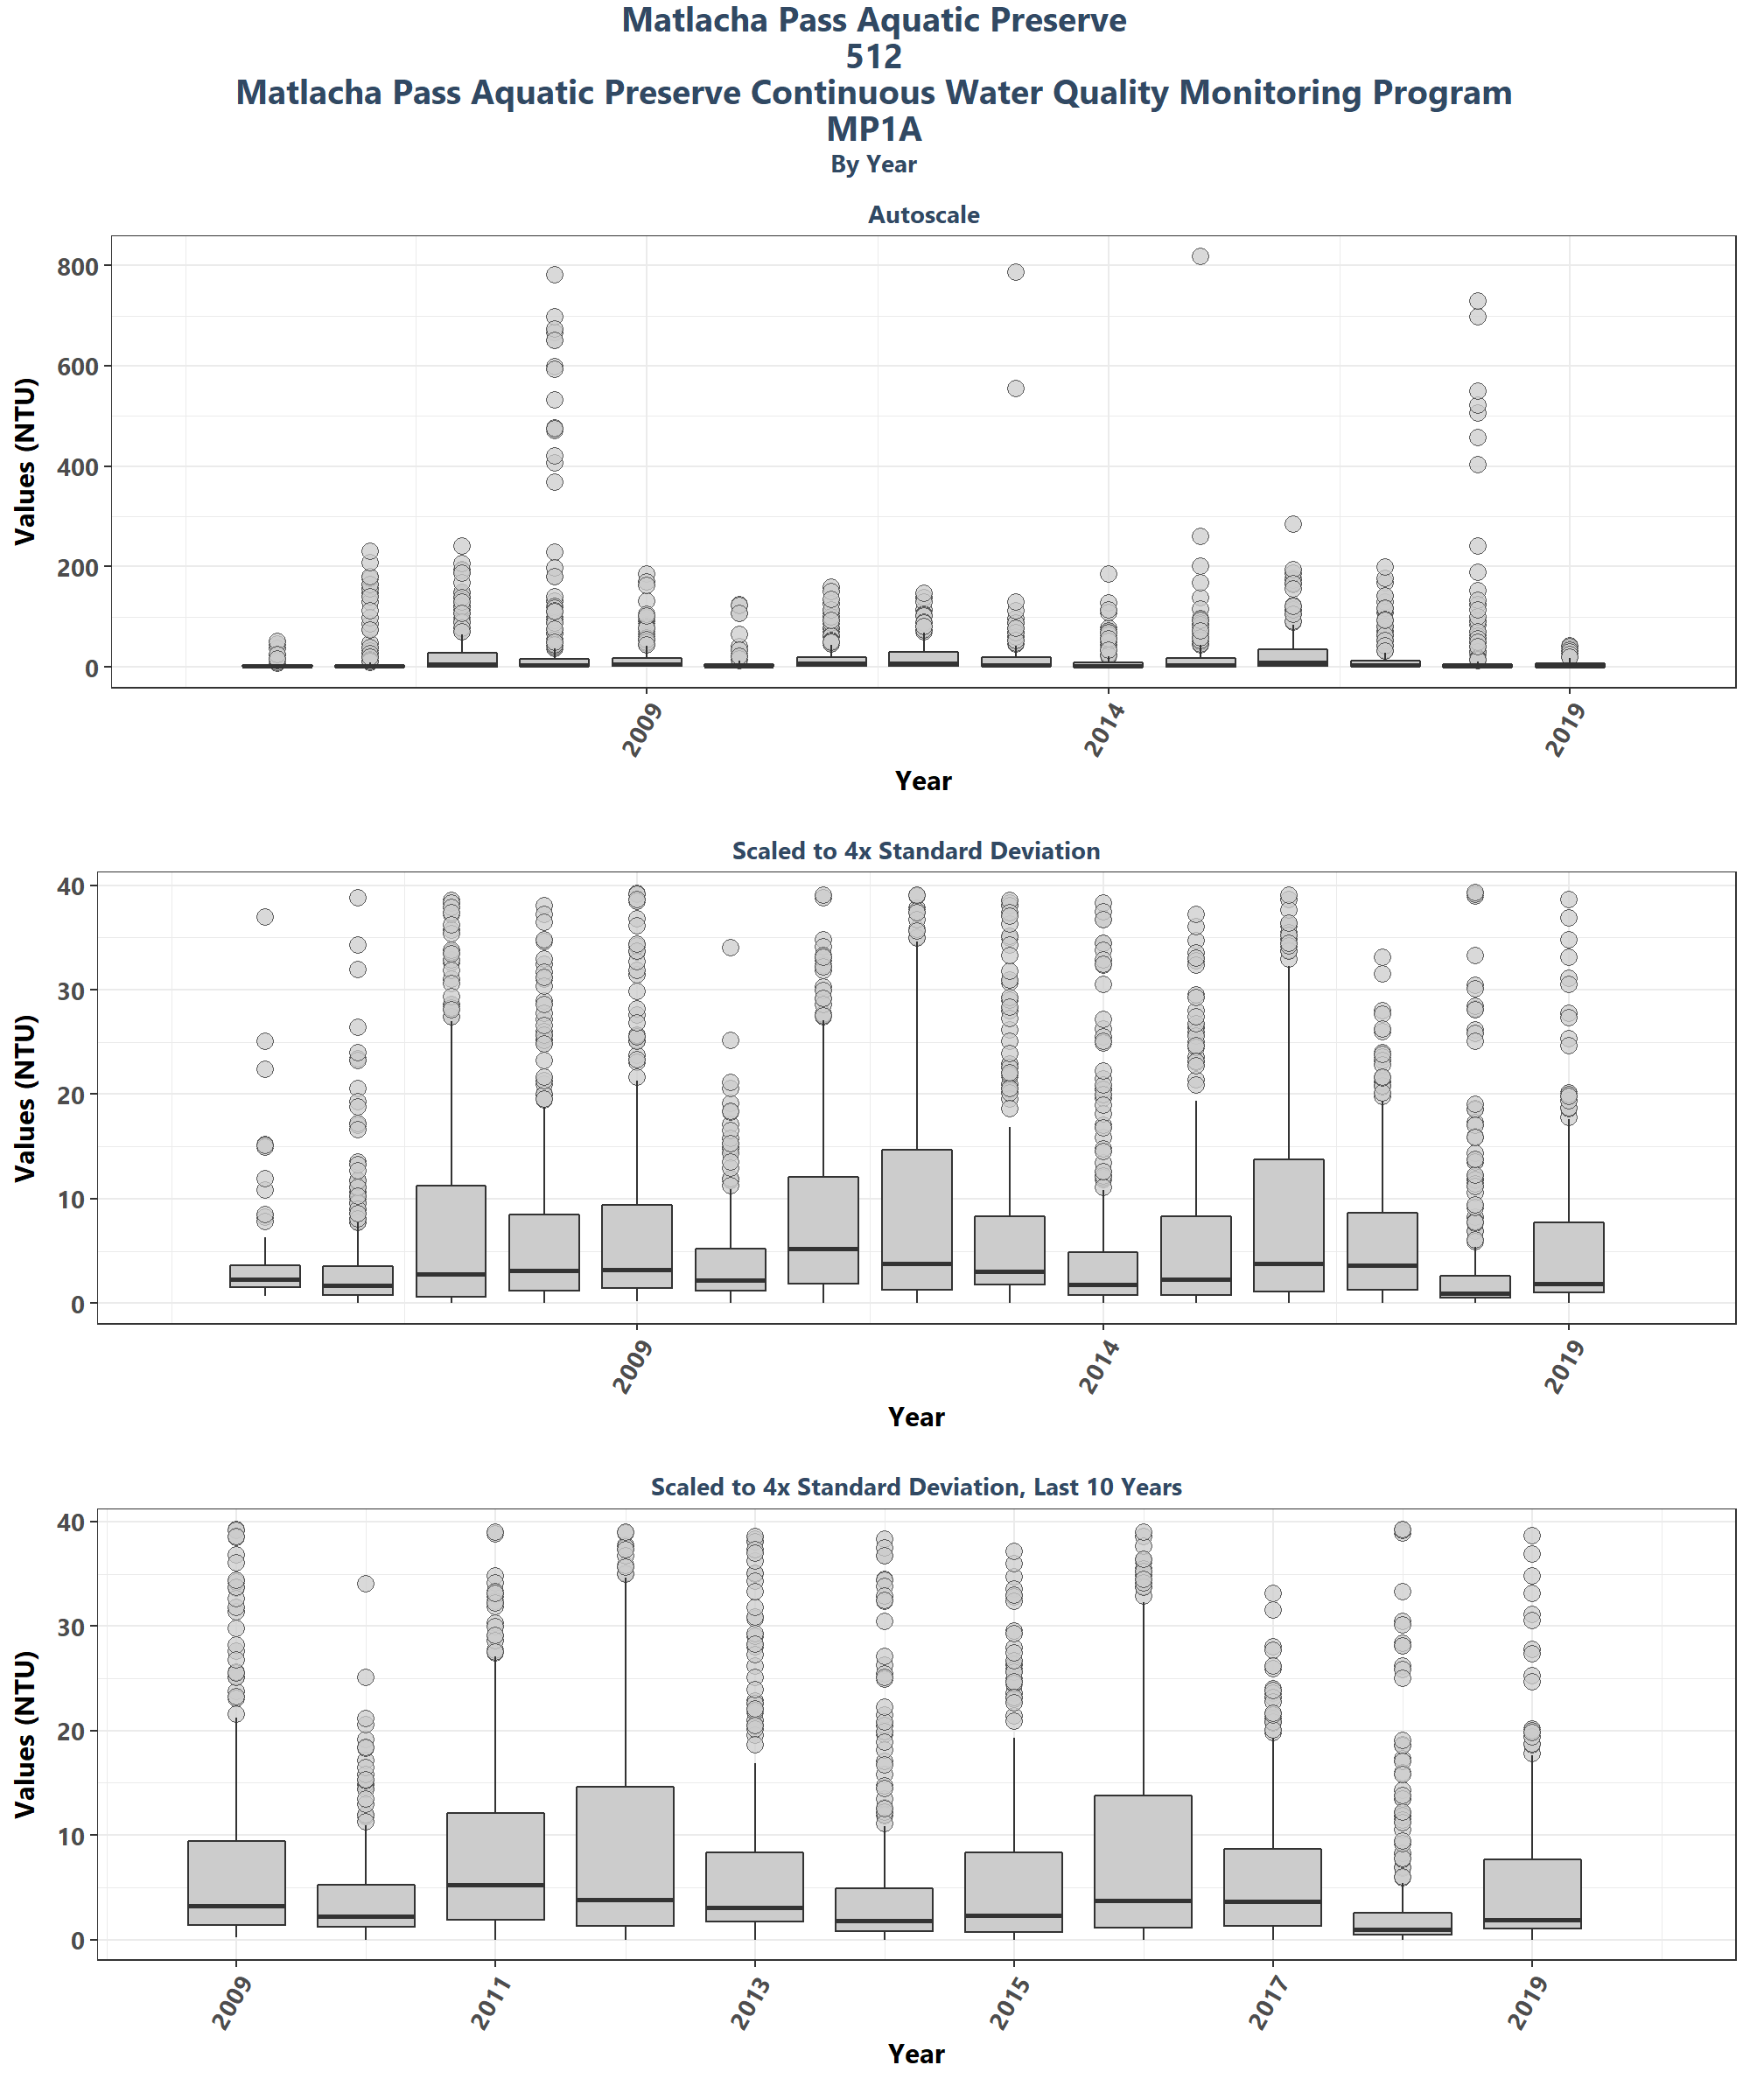 Matlacha Pass Aquatic Preserve
512
Matlacha Pass Aquatic Preserve Continuous Water Quality Monitoring Program
MP1A
By Year
Autoscale
Values (NTU)
800
600
400
200
0
2009
2014
2019
Year
Scaled to 4x Standard Deviation
Values (NTU)
40
30
20
10
0
2009
2014
2019
Year
Scaled to 4x Standard Deviation, Last 10 Years
Values (NTU)
40
30
20
10
0
2009
2011
2013
2015
2017
2019
Year